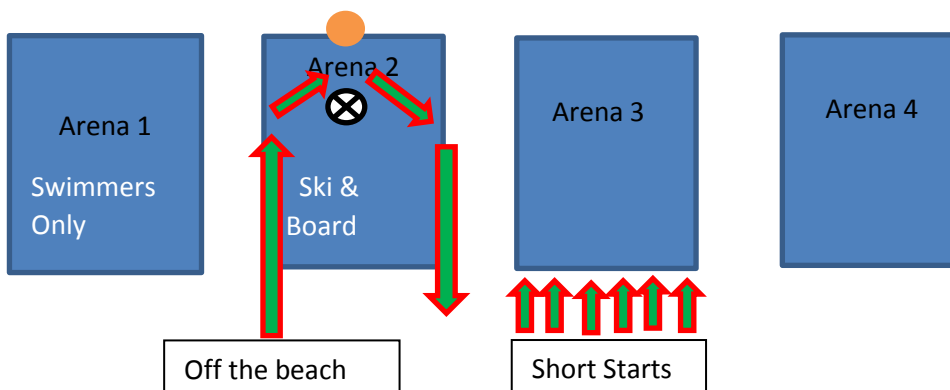 Arena 1
Swimmers
Only
Arena 2
Ski &
Board
Arena 3
Arena 4
Off the beach
Short Starts